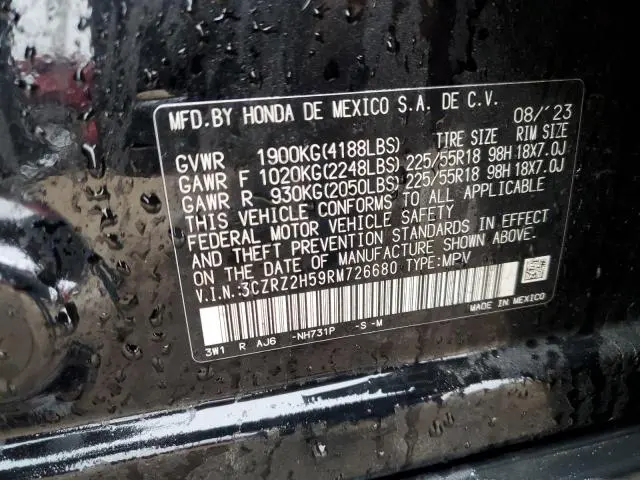 MFD.BY HONDA DE MEXICO S.A. DE C.V. 08/'23
TIRE SIZE RIM SIZE
GVWR 1900KG(4188LBS)
GAWR F 1020KG(2248LBS) 225/55R18 98H 18X7.0J
GAWR R 930KG(2050LBS) 225/55R18 98H 18X7.0J
THIS VEHICLE CONFORMS TO ALL APPLICABLE
FEDERAL MOTOR VEHICLE SAFETY
AND THEFT PREVENTION STANDARDS IN EFFECT
ON THE DATE OF MANUFACTURE SHOWN ABOVE.
V.I.N.:3CZRZ2H59RM726680 TYPE:MPV
3W1 R AJ6 -NH731P -S-M
MADE IN MEXICO